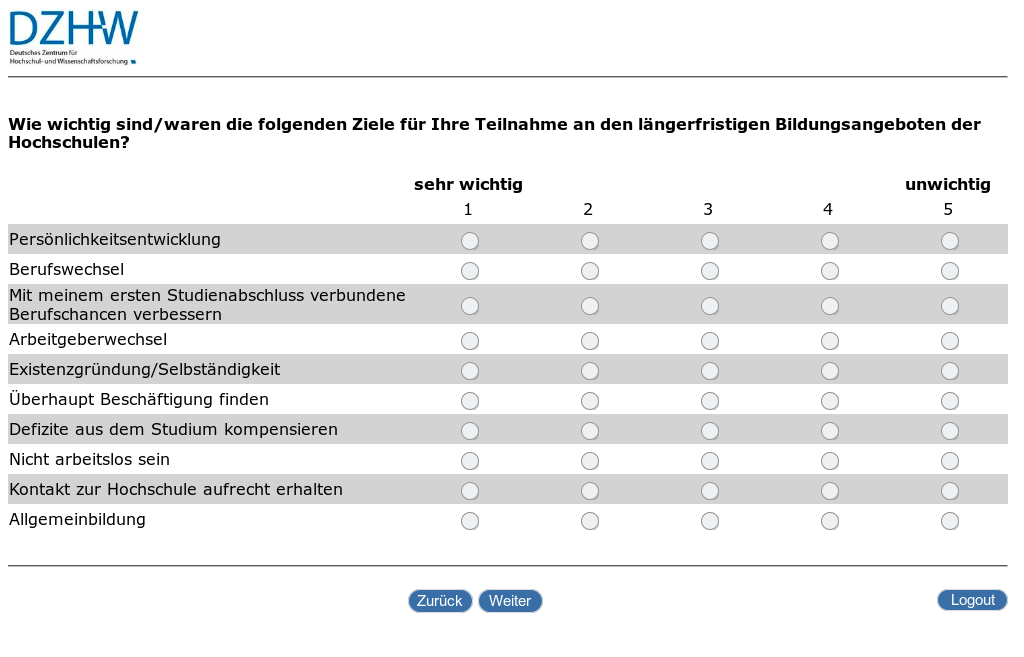 DZHW
Deutsches Zentrum für
Hochschul- und Wissenschaftsforschung
Wie wichtig sind/waren die folgenden Ziele für Ihre Teilnahme an den längerfristigen Bildungsangeboten der
Hochschulen?
sehr wichtig unwichtig
1 2 3 4 5
Persönlichkeitsentwicklung
Berufswechsel
Mit meinem ersten Studienabschluss verbundene
Berufschancen verbessern
Arbeitgeberwechsel
Existenzgründung/Selbständigkeit
Überhaupt Beschäftigung finden
Defizite aus dem Studium kompensieren
Nicht arbeitslos sein
Kontakt zur Hochschule aufrecht erhalten
Allgemeinbildung
Zurück Weiter Logout